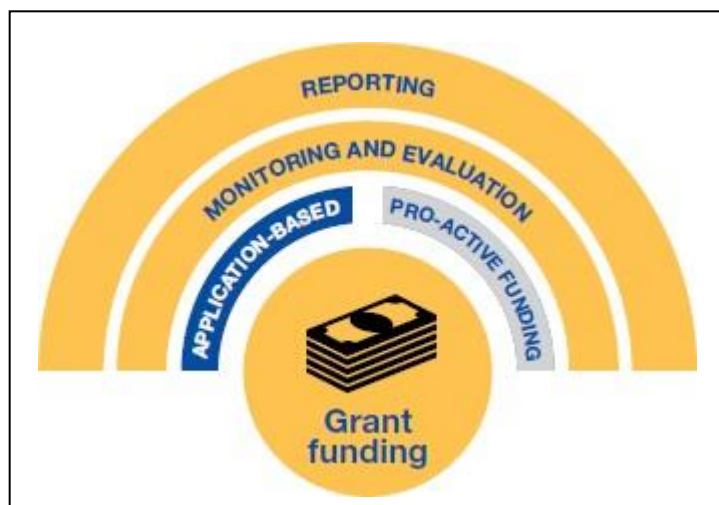 REPORTING
MONITORING AND EVALUATION
APPLICATION-BASED
PRO-ACTIVE FUNDING
Grant
funding